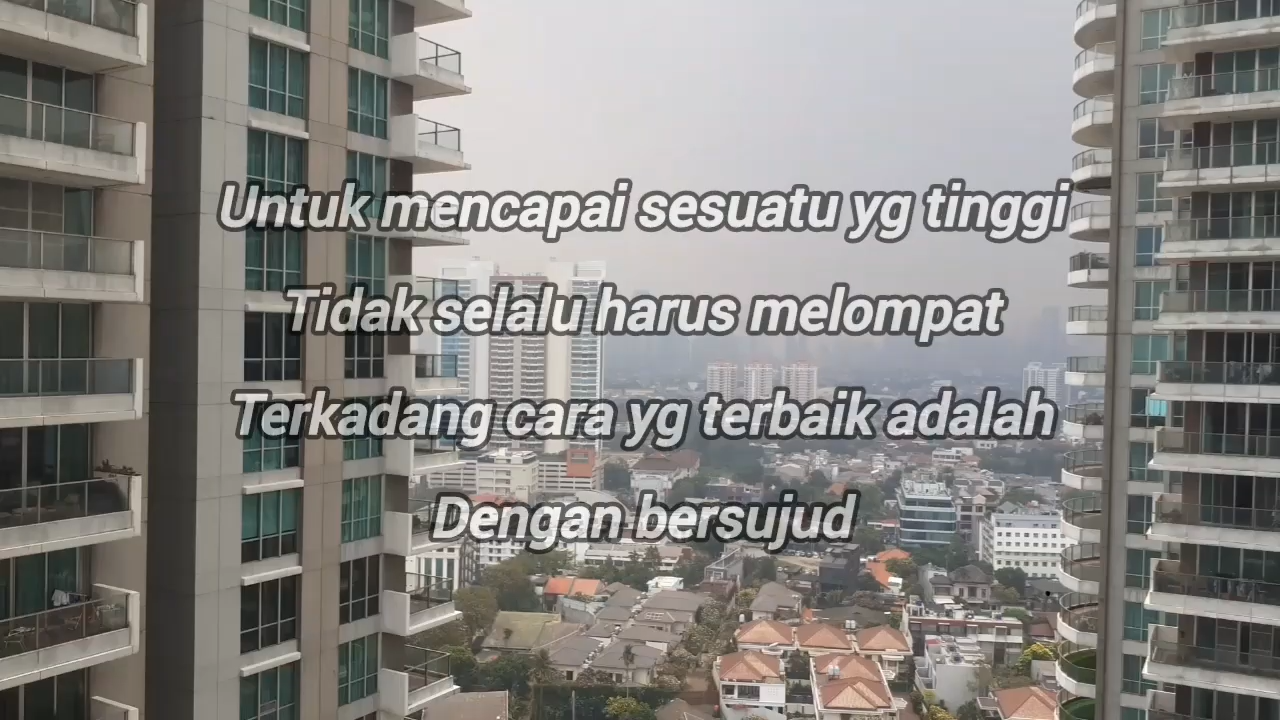 Untuk mencapai sesuatu yg tinggi
Tidak selalu harus melompat
Terkadang cara yg terbaik adalah
Dengan bersujud